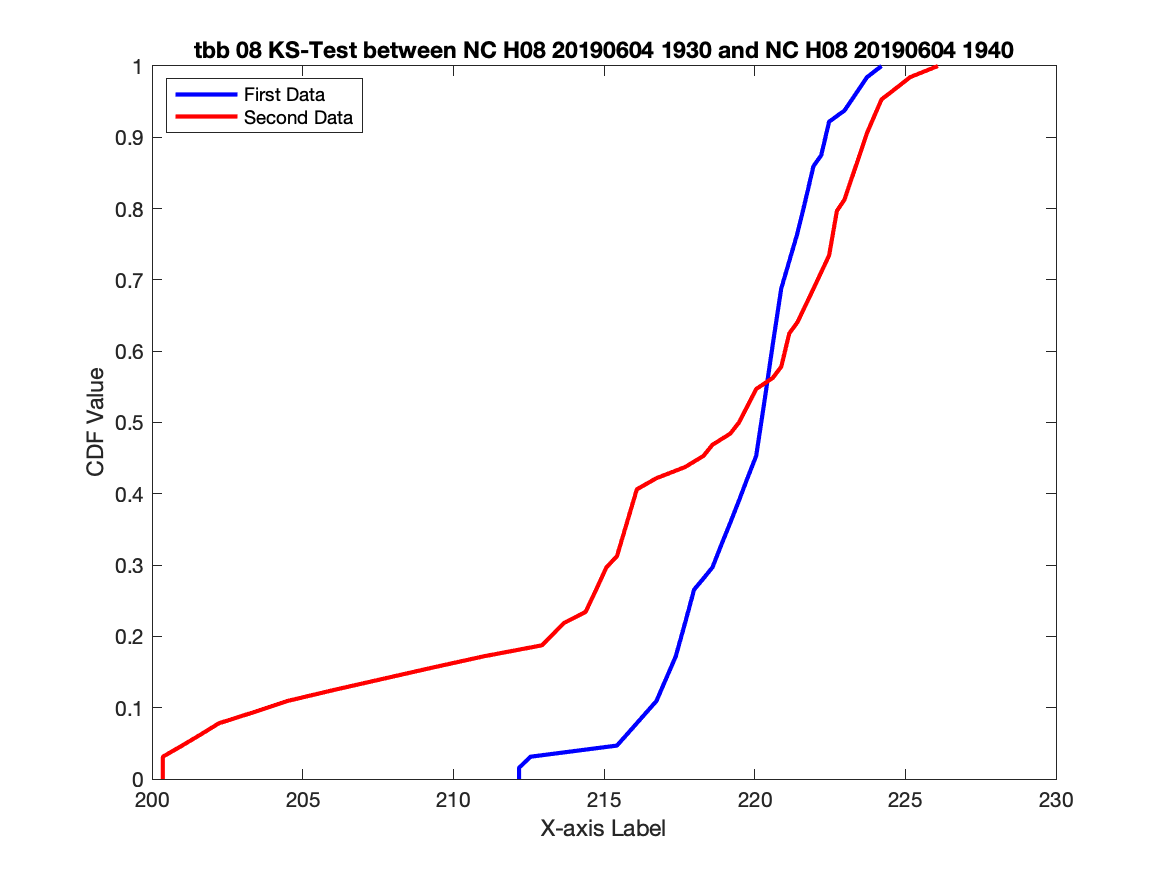 tbb 08 KS-Test between NC H08 20190604 1930 and NC H08 20190604 1940
First Data
Second Data
1
0.9
0.8
0.7
0.6
0.5
0.4
0.3
0.2
0.1
0
CDF Value
200 205 210 215 220 225 230
X-axis Label